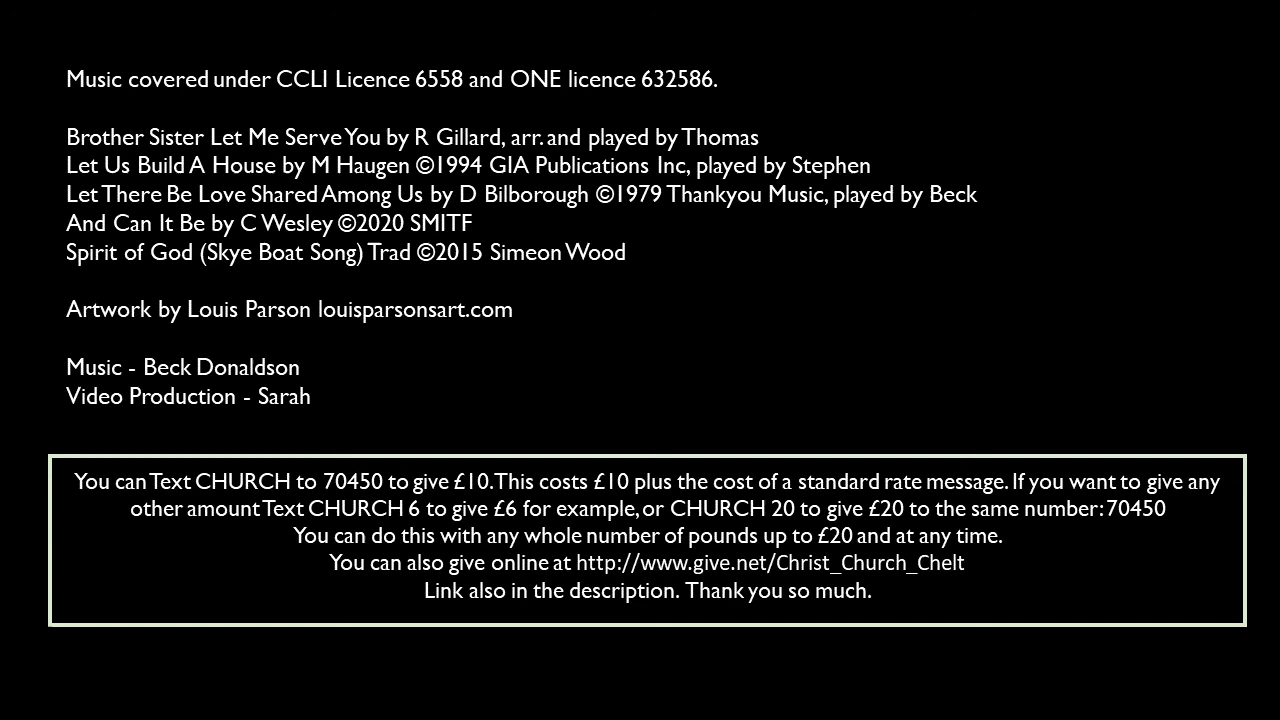 Music covered under CCLI Licence 6558 and ONE licence 632586.
Brother Sister Let Me Serve You by R Gillard, arr. and played by Thomas
Let Us Build A House by M Haugen ©1994 GIA Publications Inc, played by Stephen
Let There Be Love Shared Among Us by D Bilborough ©1979 Thankyou Music, played by Beck
And Can It Be by C Wesley ©2020 SMITF
Spirit of God (Skye Boat Song) Trad ©2015 Simeon Wood
Artwork by Louis Parson louisparsonsart.com
Music - Beck Donaldson
Video Production - Sarah
You can Text CHURCH to 70450 to give £10. This costs £10 plus the cost of a standard rate message. If you want to give any
other amount Text CHURCH 6 to give £6 for example, or CHURCH 20 to give £20 to the same number: 70450
You can do this with any whole number of pounds up to £20 and at any time.
You can also give online at http://www.give.net/Christ_Church_Chelt
Link also in the description. Thank you so much.